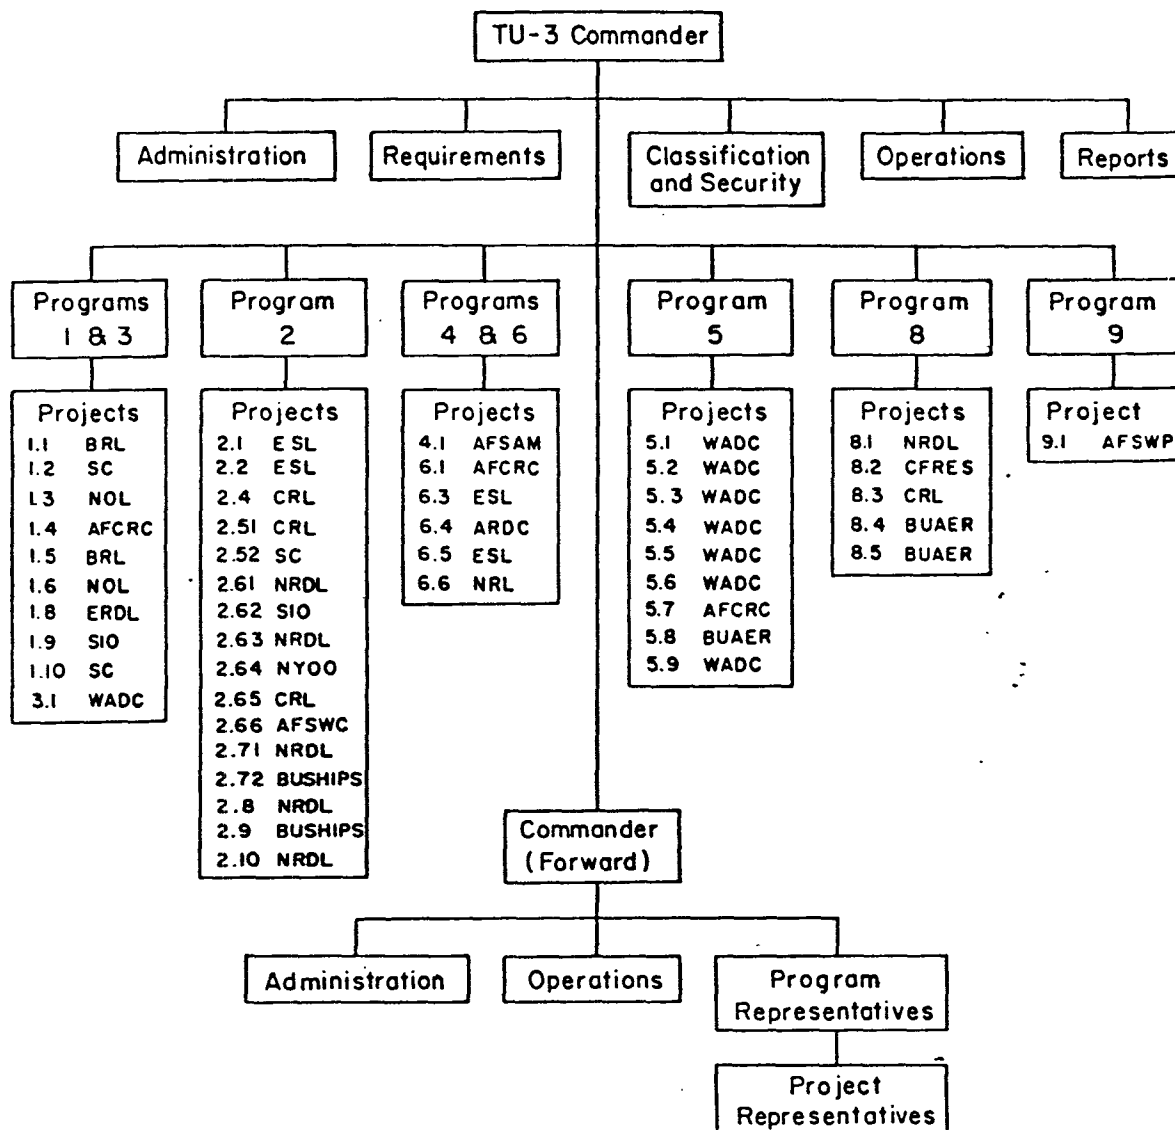 TU-3 Commander
Administration
Requirements
Classification
and Security
Operations
Reports
Programs
1 & 3
Projects
1.1 BRL
1.2 SC
1.3 NOL
1.4 AFCRC
1.5 BRL
1.6 NOL
1.8 ERDL
1.9 SIO
1.10 SC
3.1 WADC
Program
2
Projects
2.1 ESL
2.2 ESL
2.4 CRL
2.51 CRL
2.52 SC
2.61 NRDL
2.62 SIO
2.63 NRDL
2.64 NYOO
2.65 CRL
2.66 AFSWC
2.71 NRDL
2.72 BUSHIPS
2.8 NRDL
2.9 BUSHIPS
2.10 NRDL
Programs
4 & 6
Projects
4.1 AFSAM
6.1 AFCRC
6.3 ESL
6.4 ARDC
6.5 ESL
6.6 NRL
Program
5
Projects
5.1 WADC
5.2 WADC
5.3 WADC
5.4 WADC
5.5 WADC
5.6 WADC
5.7 AFCRC
5.8 BUAER
5.9 WADC
Program
8
Projects
8.1 NRDL
8.2 CFRES
8.3 CRL
8.4 BUAER
8.5 BUAER
Program
9
Project
9.1 AFSWP
Commander
(Forward)
Administration
Operations
Program
Representatives
Project
Representatives